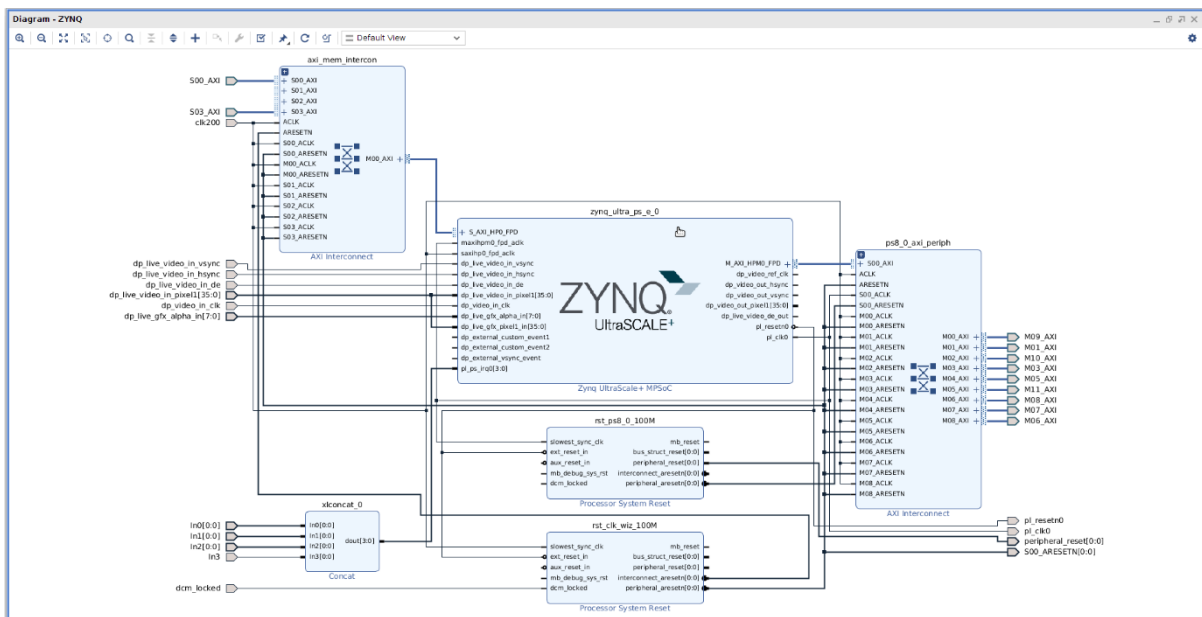 Diagram - ZYNQ
Default View
axi_mem_intercon
S00_AXI
S03_AXI
clk200
S00_AXI
S01_AXI
S02_AXI
S03_AXI
ACLK
ARESETN
S00_ACLK
S00_ARESETN
M00_ACLK
M00_ARESETN
S01_ACLK
S01_ARESETN
S02_ACLK
S02_ARESETN
S03_ACLK
S03_ARESETN
M00_AXI
AXI Interconnect
dp_live_video_in_vsync
dp_live_video_in_hsync
dp_live_video_in_de
dp_live_video_in_pixel1[35:0]
dp_video_in_clk
dp_live_gfx_alpha_in[7:0]
zynq_ultra_ps_e_0
S_AXI_HP0_FPD
maxihpm0_fpd_aclk
saxihp0_fpd_aclk
dp_live_video_in_vsync
dp_live_video_in_hsync
dp_live_video_in_de
dp_live_video_in_pixel1[35:0]
dp_video_in_clk
dp_live_gfx_alpha_in[7:0]
dp_live_gfx_pixel1_in[35:0]
dp_external_custom_event1
dp_external_custom_event2
dp_external_vsync_event
pl_ps_irq0[3:0]
ZYNQ
UltraSCALE+
M_AXI_HPM0_FPD
dp_video_ref_clk
dp_video_out_hsync
dp_video_out_vsync
dp_video_out_pixel1[35:0]
dp_live_video_de_out
pl_resetn0
pl_clk0
Zynq UltraScale+ MPSoC
ps8_0_axi_periph
S00_AXI
ACLK
ARESETN
S00_ACLK
S00_ARESETN
M00_ACLK
M00_ARESETN
M01_ACLK
M01_ARESETN
M02_ACLK
M02_ARESETN
M03_ACLK
M03_ARESETN
M04_ACLK
M04_ARESETN
M05_ACLK
M05_ARESETN
M06_ACLK
M06_ARESETN
M07_ACLK
M07_ARESETN
M08_ACLK
M08_ARESETN
M00_AXI
M01_AXI
M02_AXI
M03_AXI
M04_AXI
M05_AXI
M06_AXI
M07_AXI
M08_AXI
AXI Interconnect
M09_AXI
M01_AXI
M10_AXI
M03_AXI
M05_AXI
M11_AXI
M08_AXI
M07_AXI
M06_AXI
rst_ps8_0_100M
slowest_sync_clk
ext_reset_in
aux_reset_in
mb_debug_sys_rst
dcm_locked
mb_reset
bus_struct_reset[0:0]
peripheral_reset[0:0]
interconnect_aresetn[0:0]
peripheral_aresetn[0:0]
Processor System Reset
xlconcat_0
In0[0:0]
In1[0:0]
In2[0:0]
In3
In0[0:0]
In1[0:0]
In2[0:0]
In3[0:0]
dout[3:0]
Concat
dcm_locked
rst_clk_wiz_100M
slowest_sync_clk
ext_reset_in
aux_reset_in
mb_debug_sys_rst
dcm_locked
mb_reset
bus_struct_reset[0:0]
peripheral_reset[0:0]
interconnect_aresetn[0:0]
peripheral_aresetn[0:0]
Processor System Reset
pl_resetn0
pl_clk0
peripheral_reset[0:0]
S00_ARESETN[0:0]